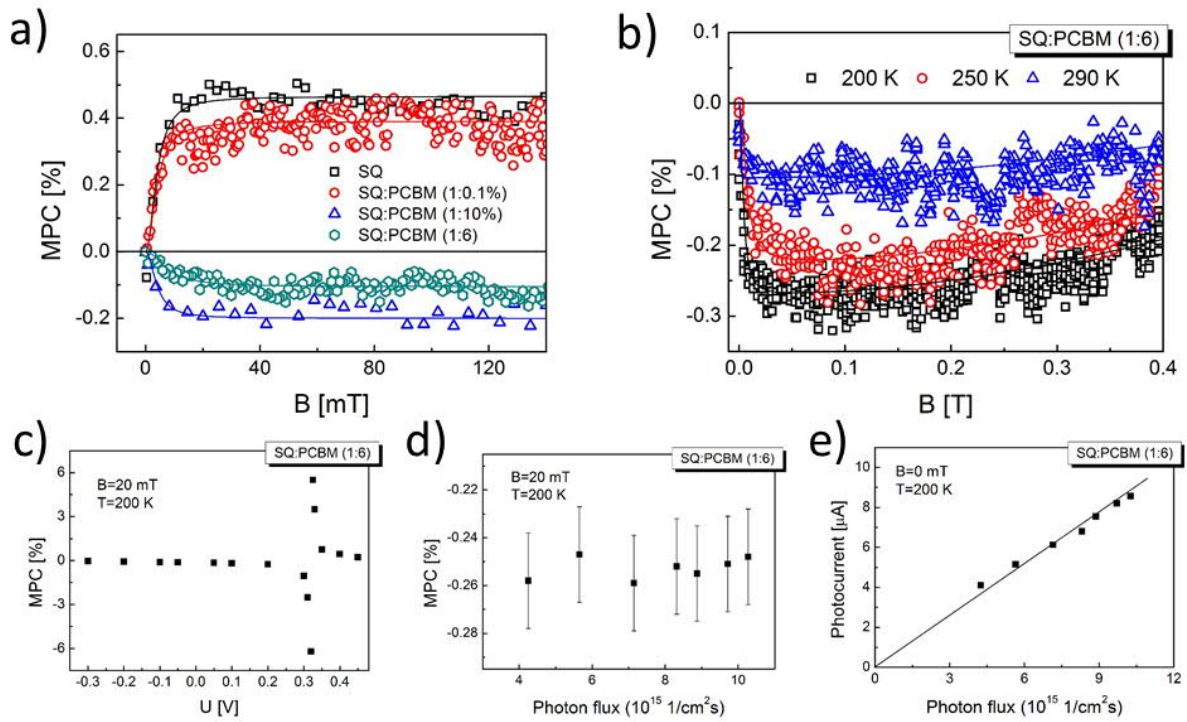 a)
0.6
0.4
0.2
0.0
-0.2
MPC [%]
SQ
SQ:PCBM (1:0.1%)
SQ:PCBM (1:10%)
SQ:PCBM (1:6)
0 40 80 120
B [mT]
b)
SQ:PCBM (1:6)
200 K 250 K 290 K
0.1
0.0
-0.1
-0.2
-0.3
MPC [%]
0.0 0.1 0.2 0.3 0.4
B [T]
c)
SQ:PCBM (1:6)
B=20 mT
T=200 K
6
3
0
-3
-6
MPC [%]
-0.3 -0.2 -0.1 0.0 0.1 0.2 0.3 0.4
U [V]
d)
SQ:PCBM (1:6)
B=20 mT
T=200 K
-0.22
-0.24
-0.26
-0.28
MPC [%]
4 6 8 10
Photon flux (10¹⁵ 1/cm²s)
e)
SQ:PCBM (1:6)
B=0 mT
T=200 K
10
8
6
4
2
0
Photocurrent [µA]
0 3 6 9 12
Photon flux (10¹⁵ 1/cm²s)